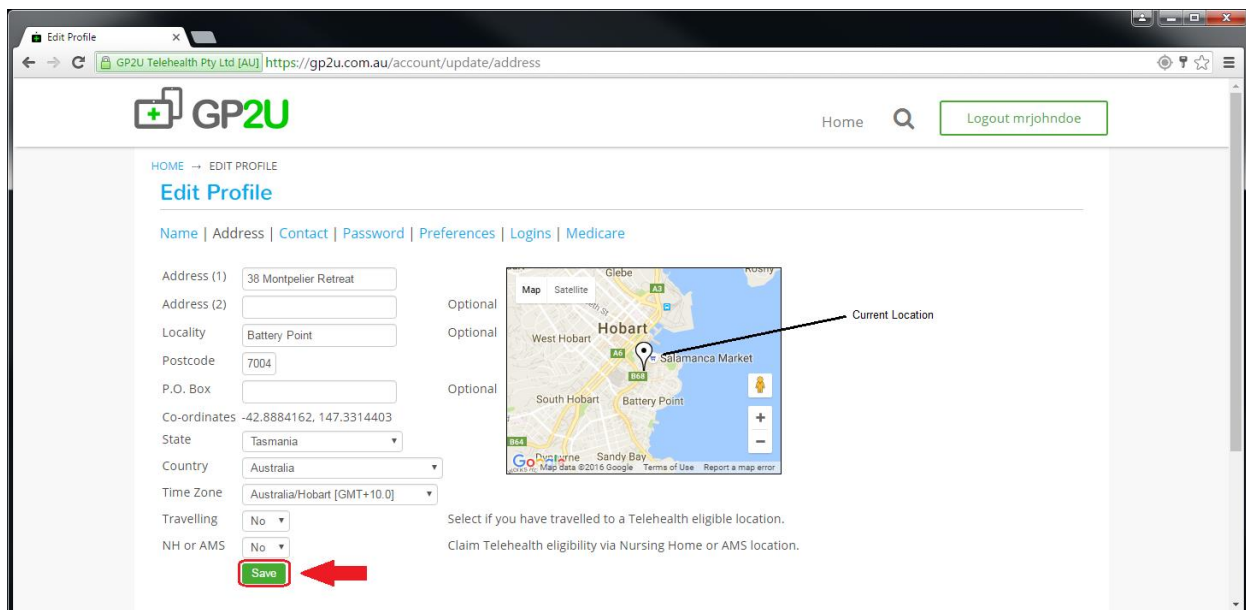 Edit Profile
GP2U Telehealth Pty Ltd [AU] https://gp2u.com.au/account/update/address
GP2U
Home
Logout mrjohndoe
HOME → EDIT PROFILE
Edit Profile
Name | Address | Contact | Password | Preferences | Logins | Medicare
Address (1) 38 Montpelier Retreat
Address (2) Optional
Locality Battery Point Optional
Postcode 7004
P.O. Box Optional
Co-ordinates -42.8884162, 147.3314403
State Tasmania
Country Australia
Time Zone Australia/Hobart [GMT+10.0]
Travelling No Select if you have travelled to a Telehealth eligible location.
NH or AMS No Claim Telehealth eligibility via Nursing Home or AMS location.
Save
Glebe
Rosny
Map Satellite
A3
St
Hobart
West Hobart
A6
Salamanca Market
B68
South Hobart
Battery Point
B64
Dynnyrne Sandy Bay
Google Map data ©2016 Google Terms of Use Report a map error
Current Location